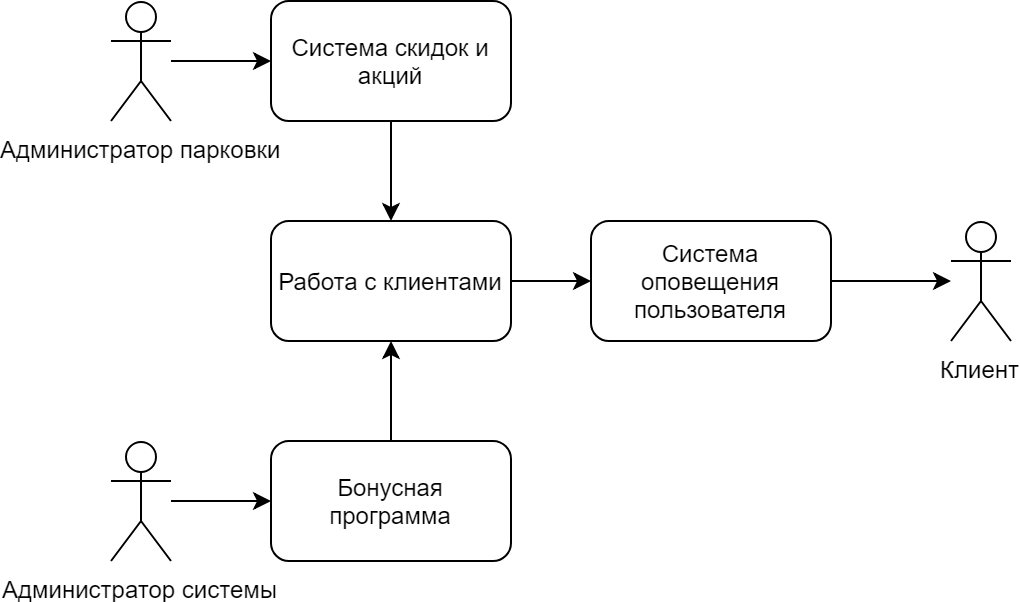 Система скидок и
акций
Администратор парковки
Работа с клиентами
Система
оповещения
пользователя
Клиент
Бонусная
программа
Администратор системы